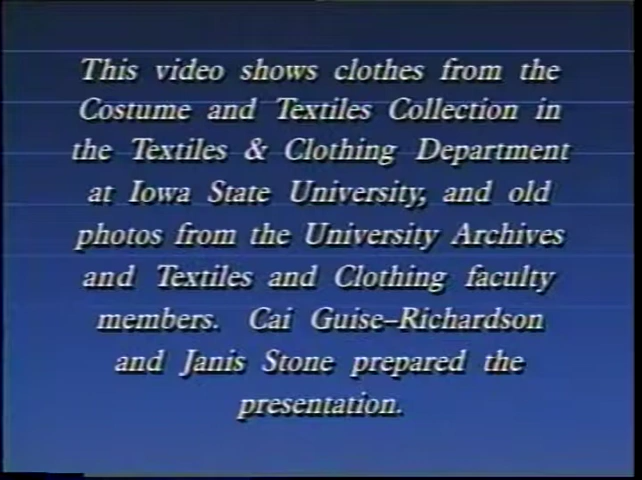 This video shows clothes from the
Costume and Textiles Collection in
the Textiles & Clothing Department
at Iowa State University, and old
photos from the University Archives
and Textiles and Clothing faculty
members. Cai Guise-Richardson
and Janis Stone prepared the
presentation.